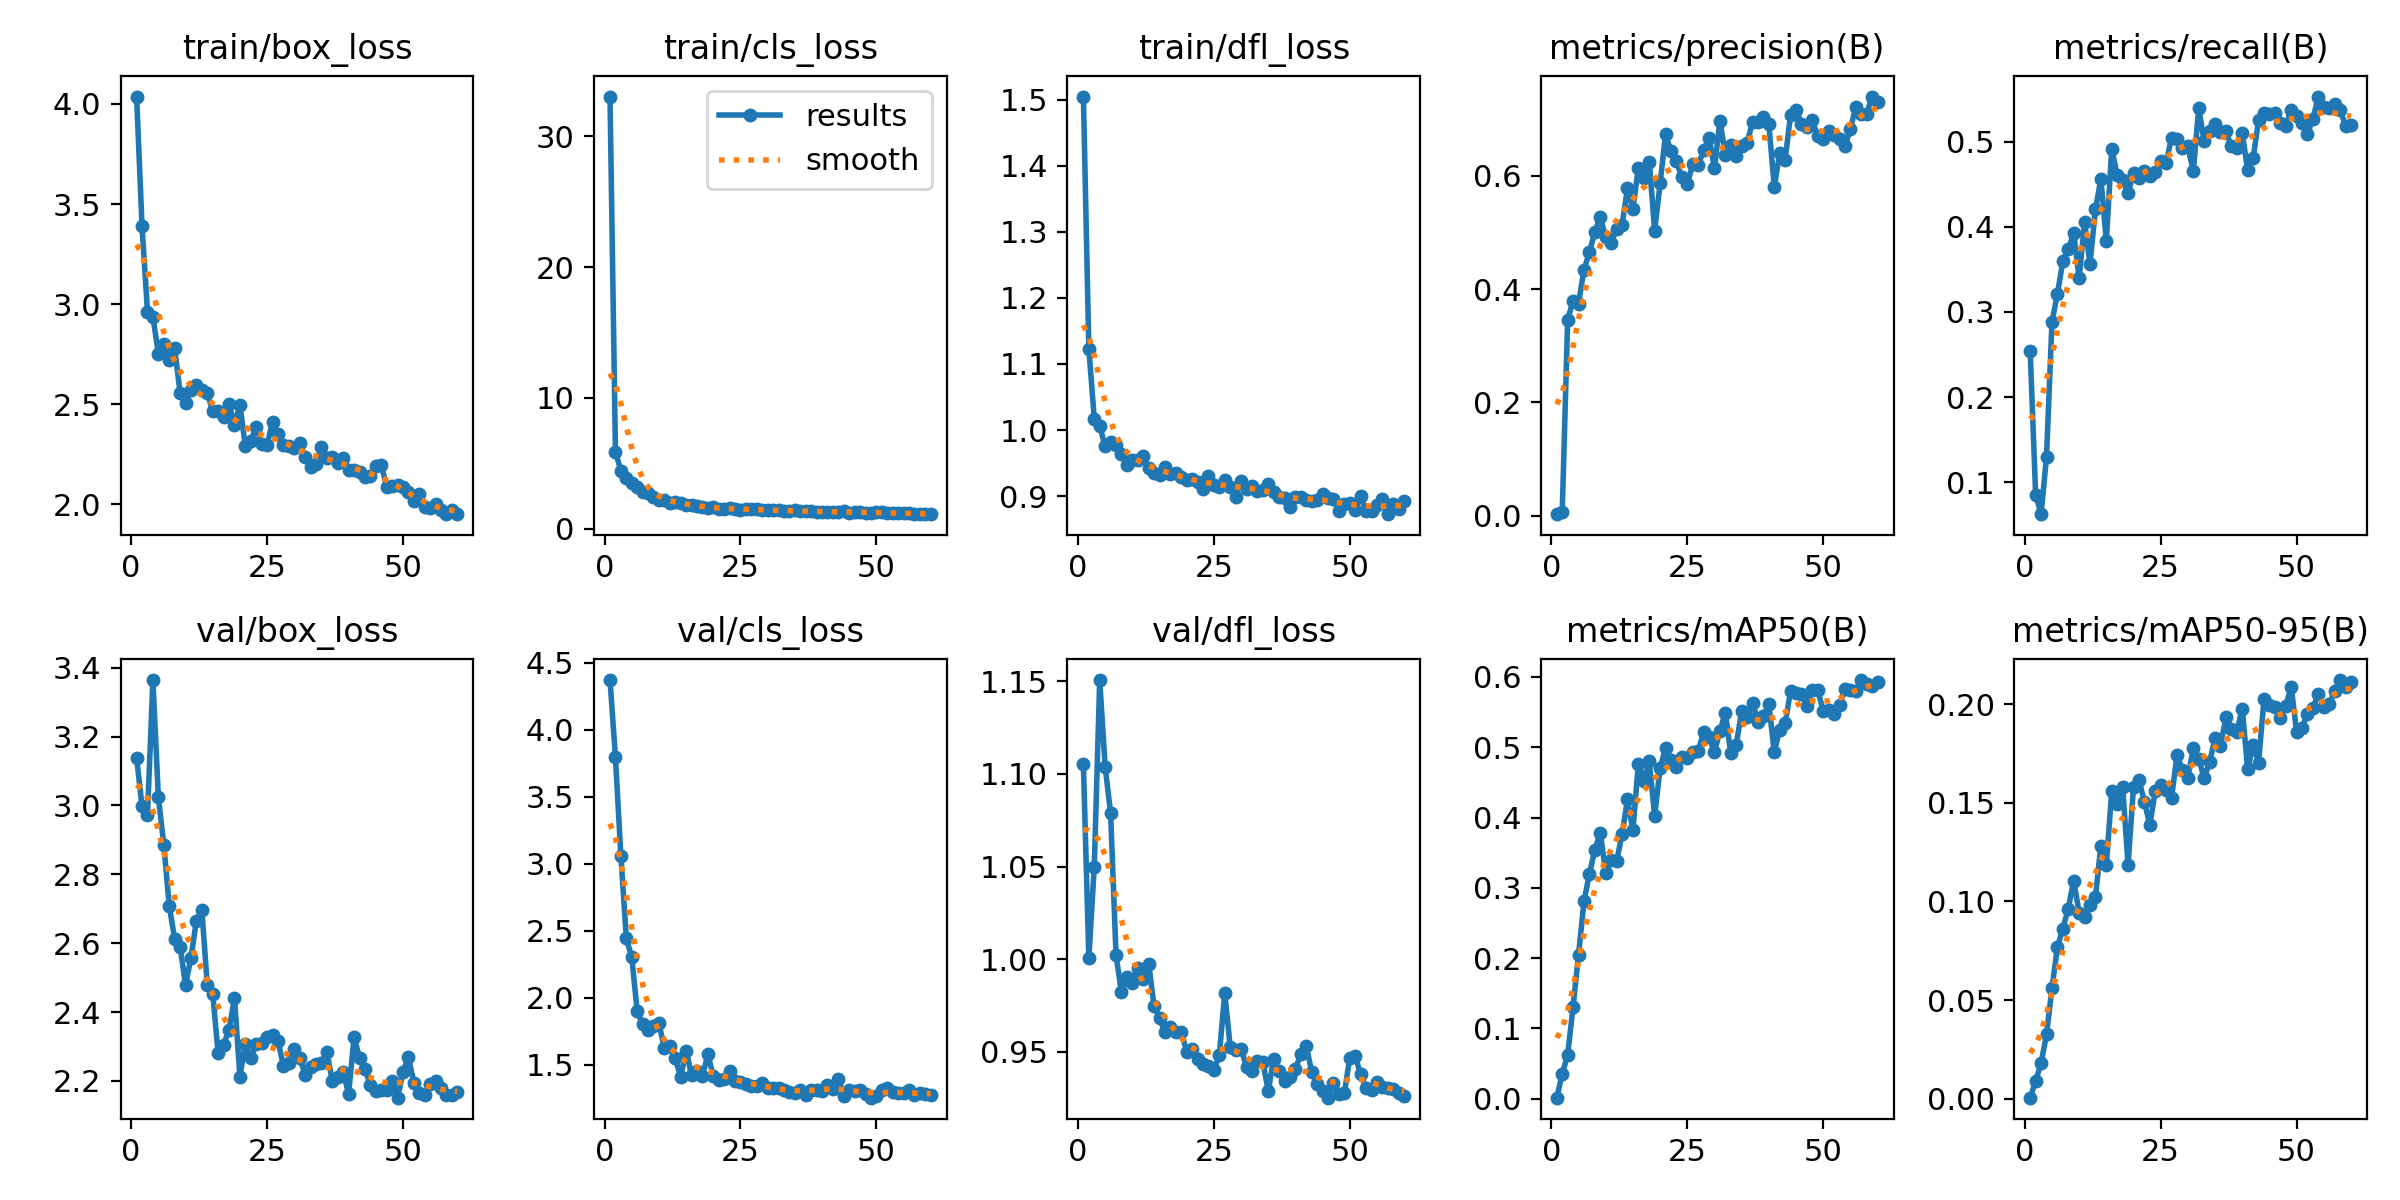 train/box_loss
4.0
3.5
3.0
2.5
2.0
0 25 50
train/cls_loss
results
smooth
30
20
10
0
0 25 50
train/dfl_loss
1.5
1.4
1.3
1.2
1.1
1.0
0.9
0 25 50
metrics/precision(B)
0.6
0.4
0.2
0.0
0 25 50
metrics/recall(B)
0.5
0.4
0.3
0.2
0.1
0 25 50
val/box_loss
3.4
3.2
3.0
2.8
2.6
2.4
2.2
0 25 50
val/cls_loss
4.5
4.0
3.5
3.0
2.5
2.0
1.5
0 25 50
val/dfl_loss
1.15
1.10
1.05
1.00
0.95
0 25 50
metrics/mAP50(B)
0.6
0.5
0.4
0.3
0.2
0.1
0.0
0 25 50
metrics/mAP50-95(B)
0.20
0.15
0.10
0.05
0.00
0 25 50